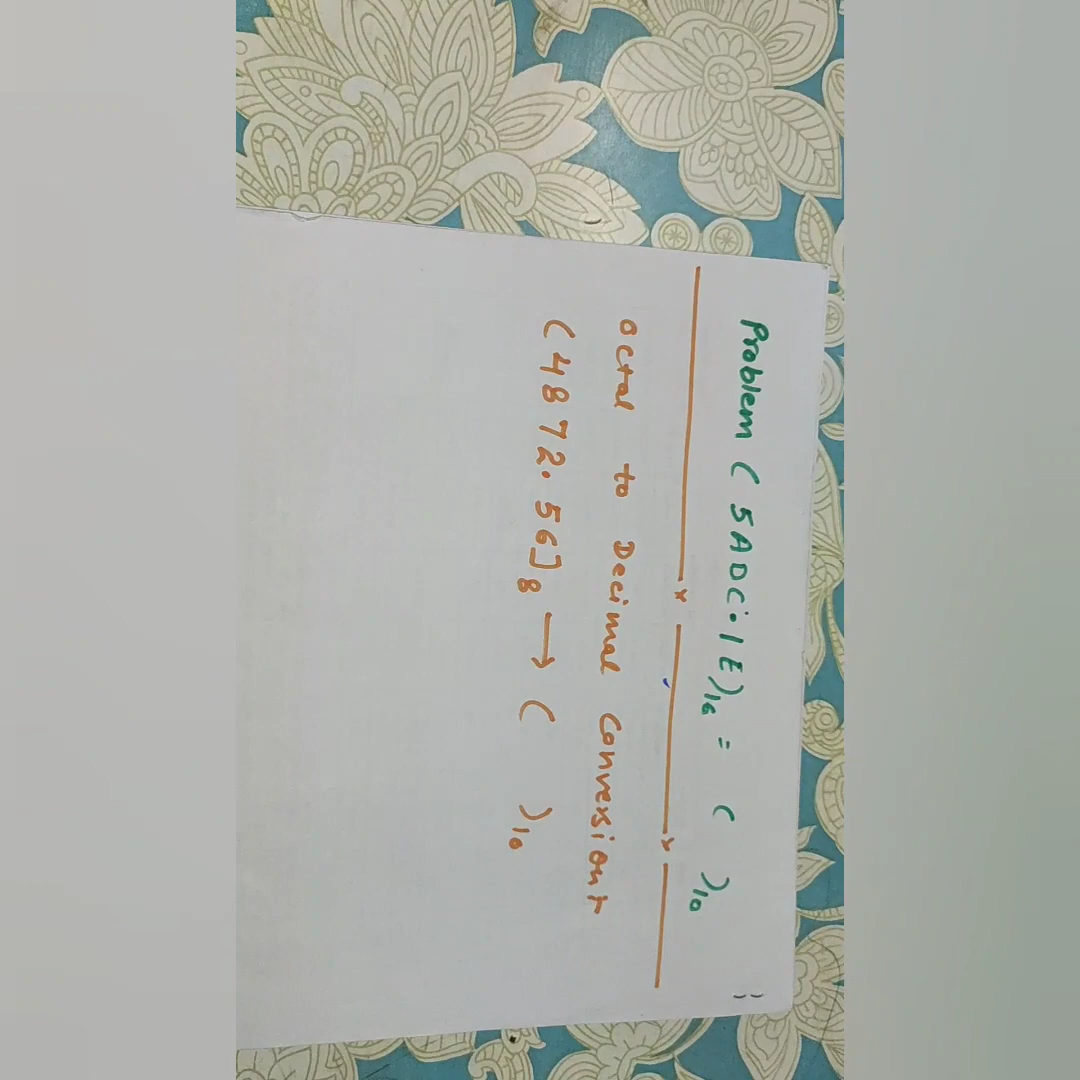 Problem (5ADC.1E)₁₆ = ( )₁₀
Octal to Decimal Conversion
(4872.56)₈ → ( )₁₀